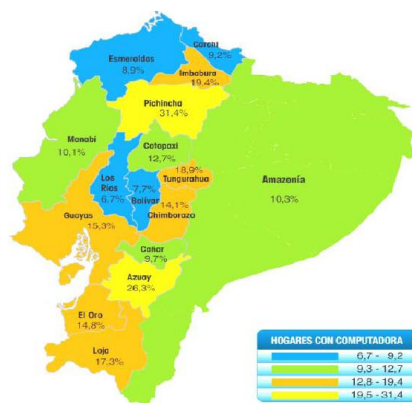 Carchi
9,2%
Esmeraldas
8,9%
Imbabura
19,4%
Pichincha
31,4%
Manabí
10,1%
Cotopaxi
12,7%
Los
Ríos
6,7%
7,7%
Bolívar
18,9%
Tungurahua
Amazonía
10,3%
Guayas
15,3%
14,1%
Chimborazo
Cañar
9,7%
Azuay
26,3%
El Oro
14,8%
Loja
17,3%
HOGARES CON COMPUTADORA
6,7 - 9,2
9,3 - 12,7
12,8 - 19,4
19,5 - 31,4